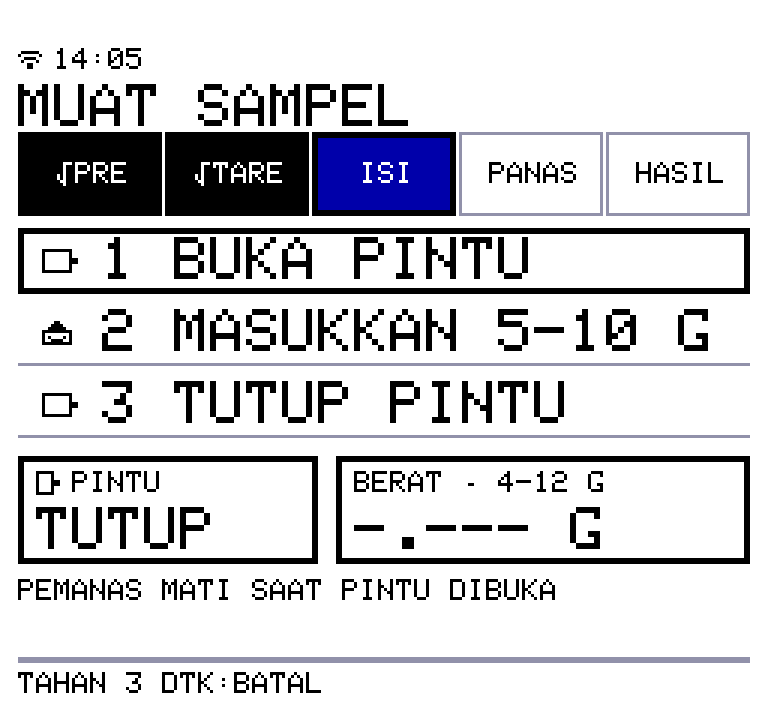 14:05
MUAT SAMPEL
√PRE √TARE ISI PANAS HASIL
1 BUKA PINTU
2 MASUKKAN 5-10 G
3 TUTUP PINTU
PINTU
TUTUP
BERAT - 4-12 G
-.--- G
PEMANAS MATI SAAT PINTU DIBUKA
TAHAN 3 DTK:BATAL